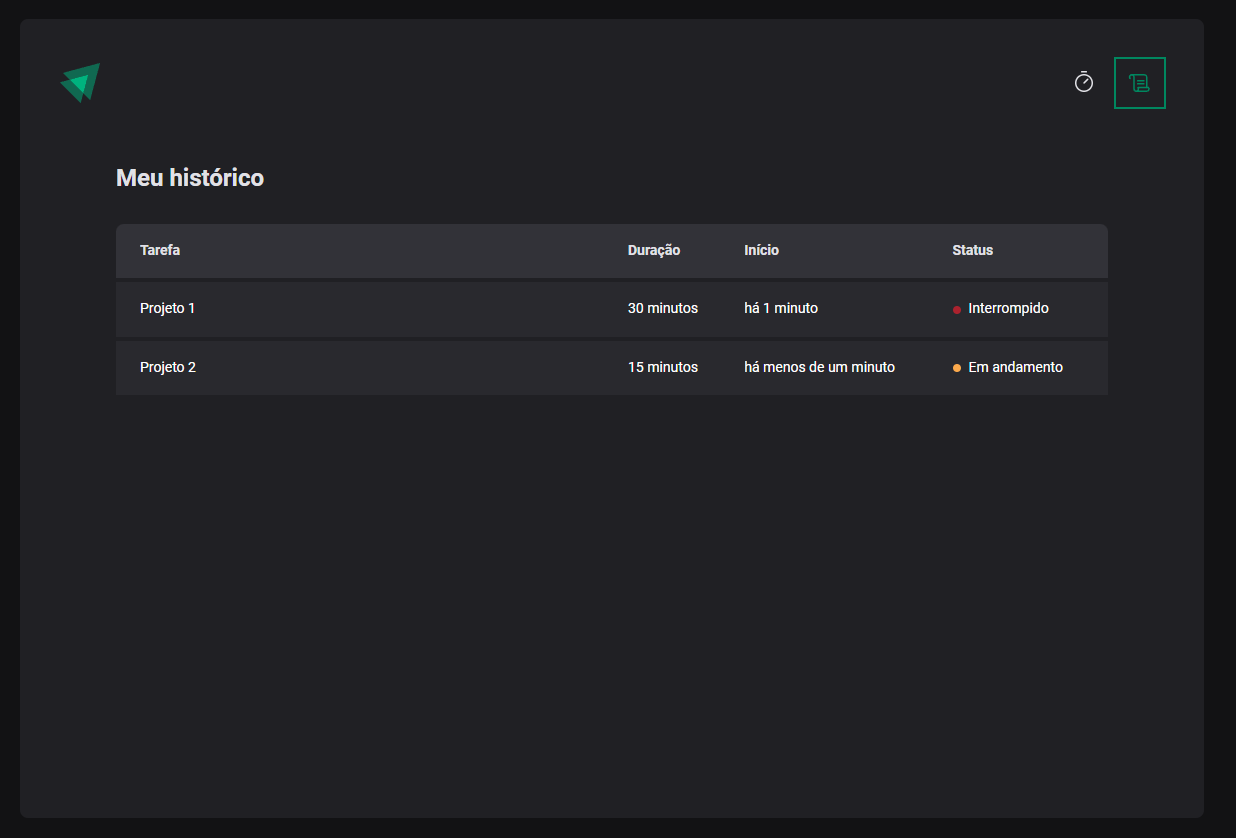 Meu histórico
Tarefa Duração Início Status
Projeto 1 30 minutos há 1 minuto Interrompido
Projeto 2 15 minutos há menos de um minuto Em andamento